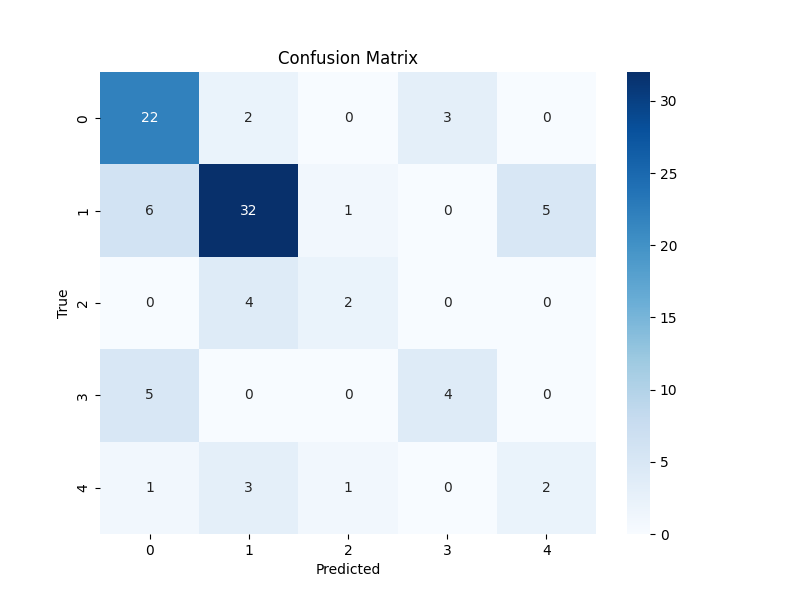 Confusion Matrix
0 22 2 0 3 0
1 6 32 1 0 5
2 0 4 2 0 0
3 5 0 0 4 0
4 1 3 1 0 2
0 1 2 3 4
Predicted
True
30
25
20
15
10
5
0